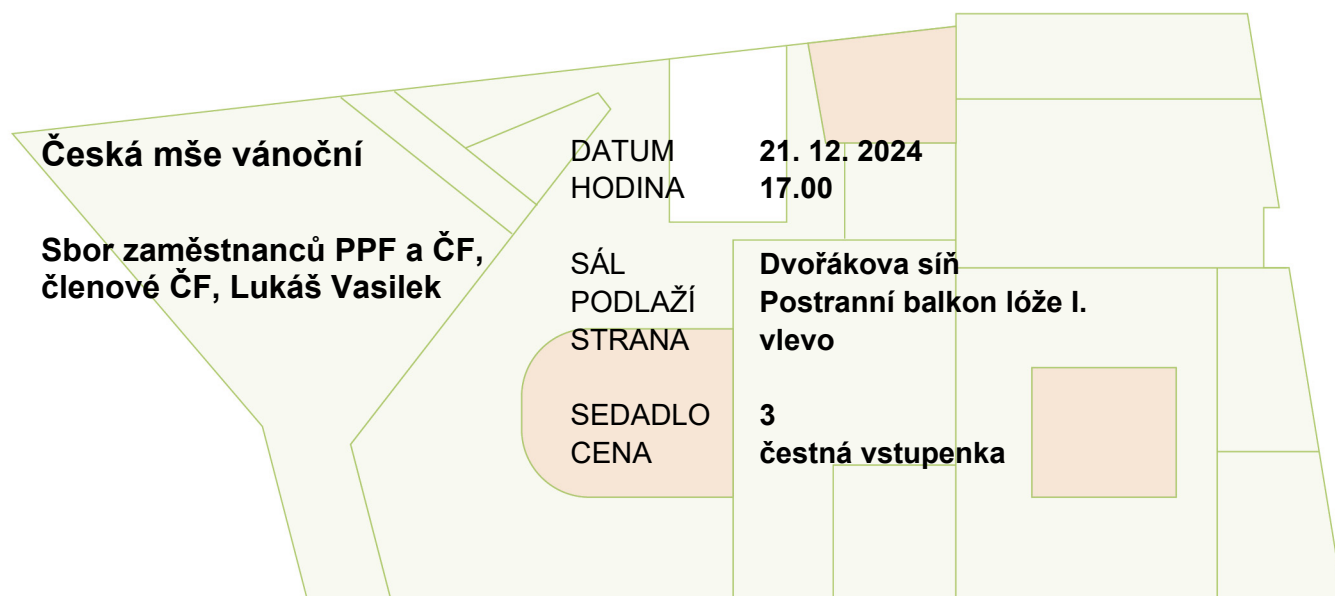 Česká mše vánoční
Sbor zaměstnanců PPF a ČF,
členové ČF, Lukáš Vasilek
DATUM 21. 12. 2024
HODINA 17.00
SÁL Dvořákova síň
PODLAŽÍ Postranní balkon lóže I.
STRANA vlevo
SEDADLO 3
CENA čestná vstupenka